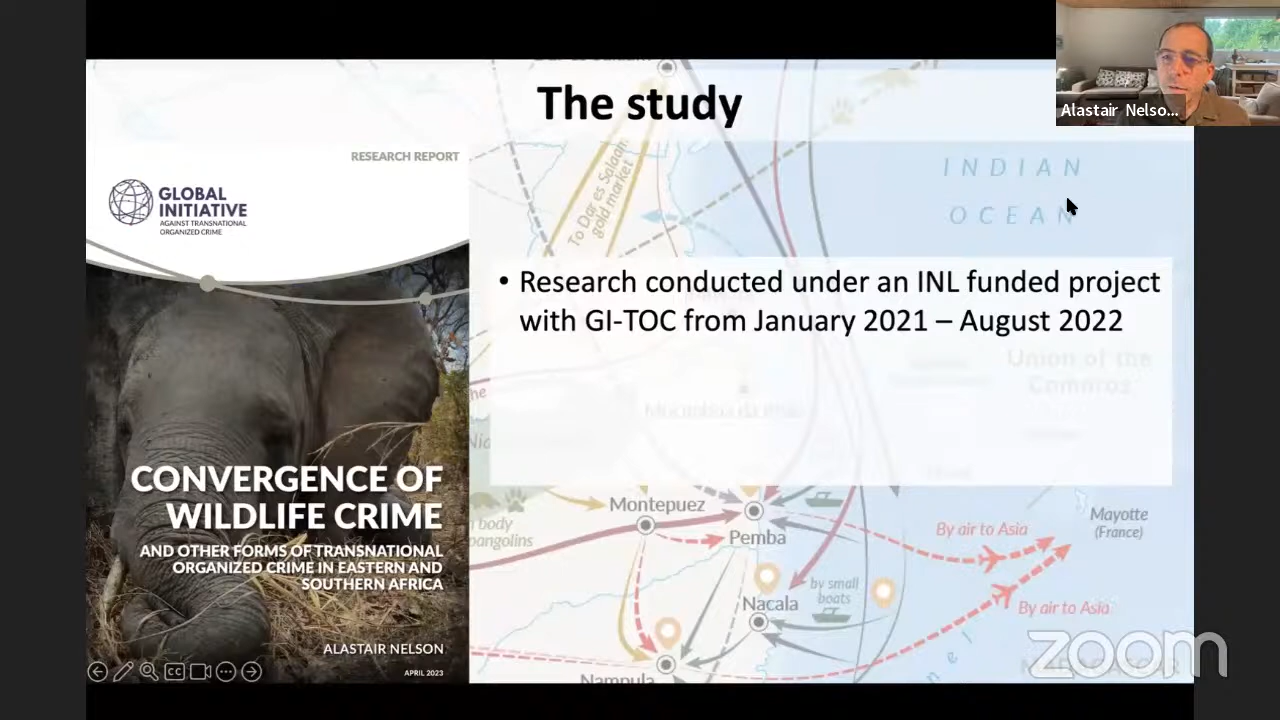 Alastair Nelso...
The study
RESEARCH REPORT
GLOBAL
INITIATIVE
AGAINST TRANSNATIONAL
ORGANIZED CRIME
CONVERGENCE OF
WILDLIFE CRIME
AND OTHER FORMS OF TRANSNATIONAL
ORGANIZED CRIME IN EASTERN AND
SOUTHERN AFRICA
ALASTAIR NELSON
APRIL 2023
CC
To Dar es Salaam
gold market
INDIAN
OCEAN
• Research conducted under an INL funded project
with GI-TOC from January 2021 – August 2022
Union of the
Comoros
Montepuez
Pemba
body
pangolins
By air to Asia
Mayotte
(France)
Nacala
by small
boats
By air to Asia
Nampula
zoom